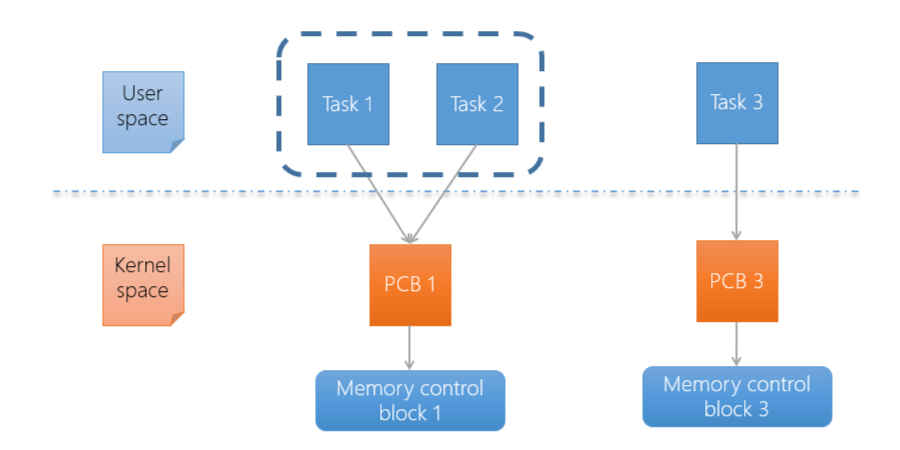 User
space
Task 1
Task 2
Task 3
Kernel
space
PCB 1
PCB 3
Memory control
block 1
Memory control
block 3